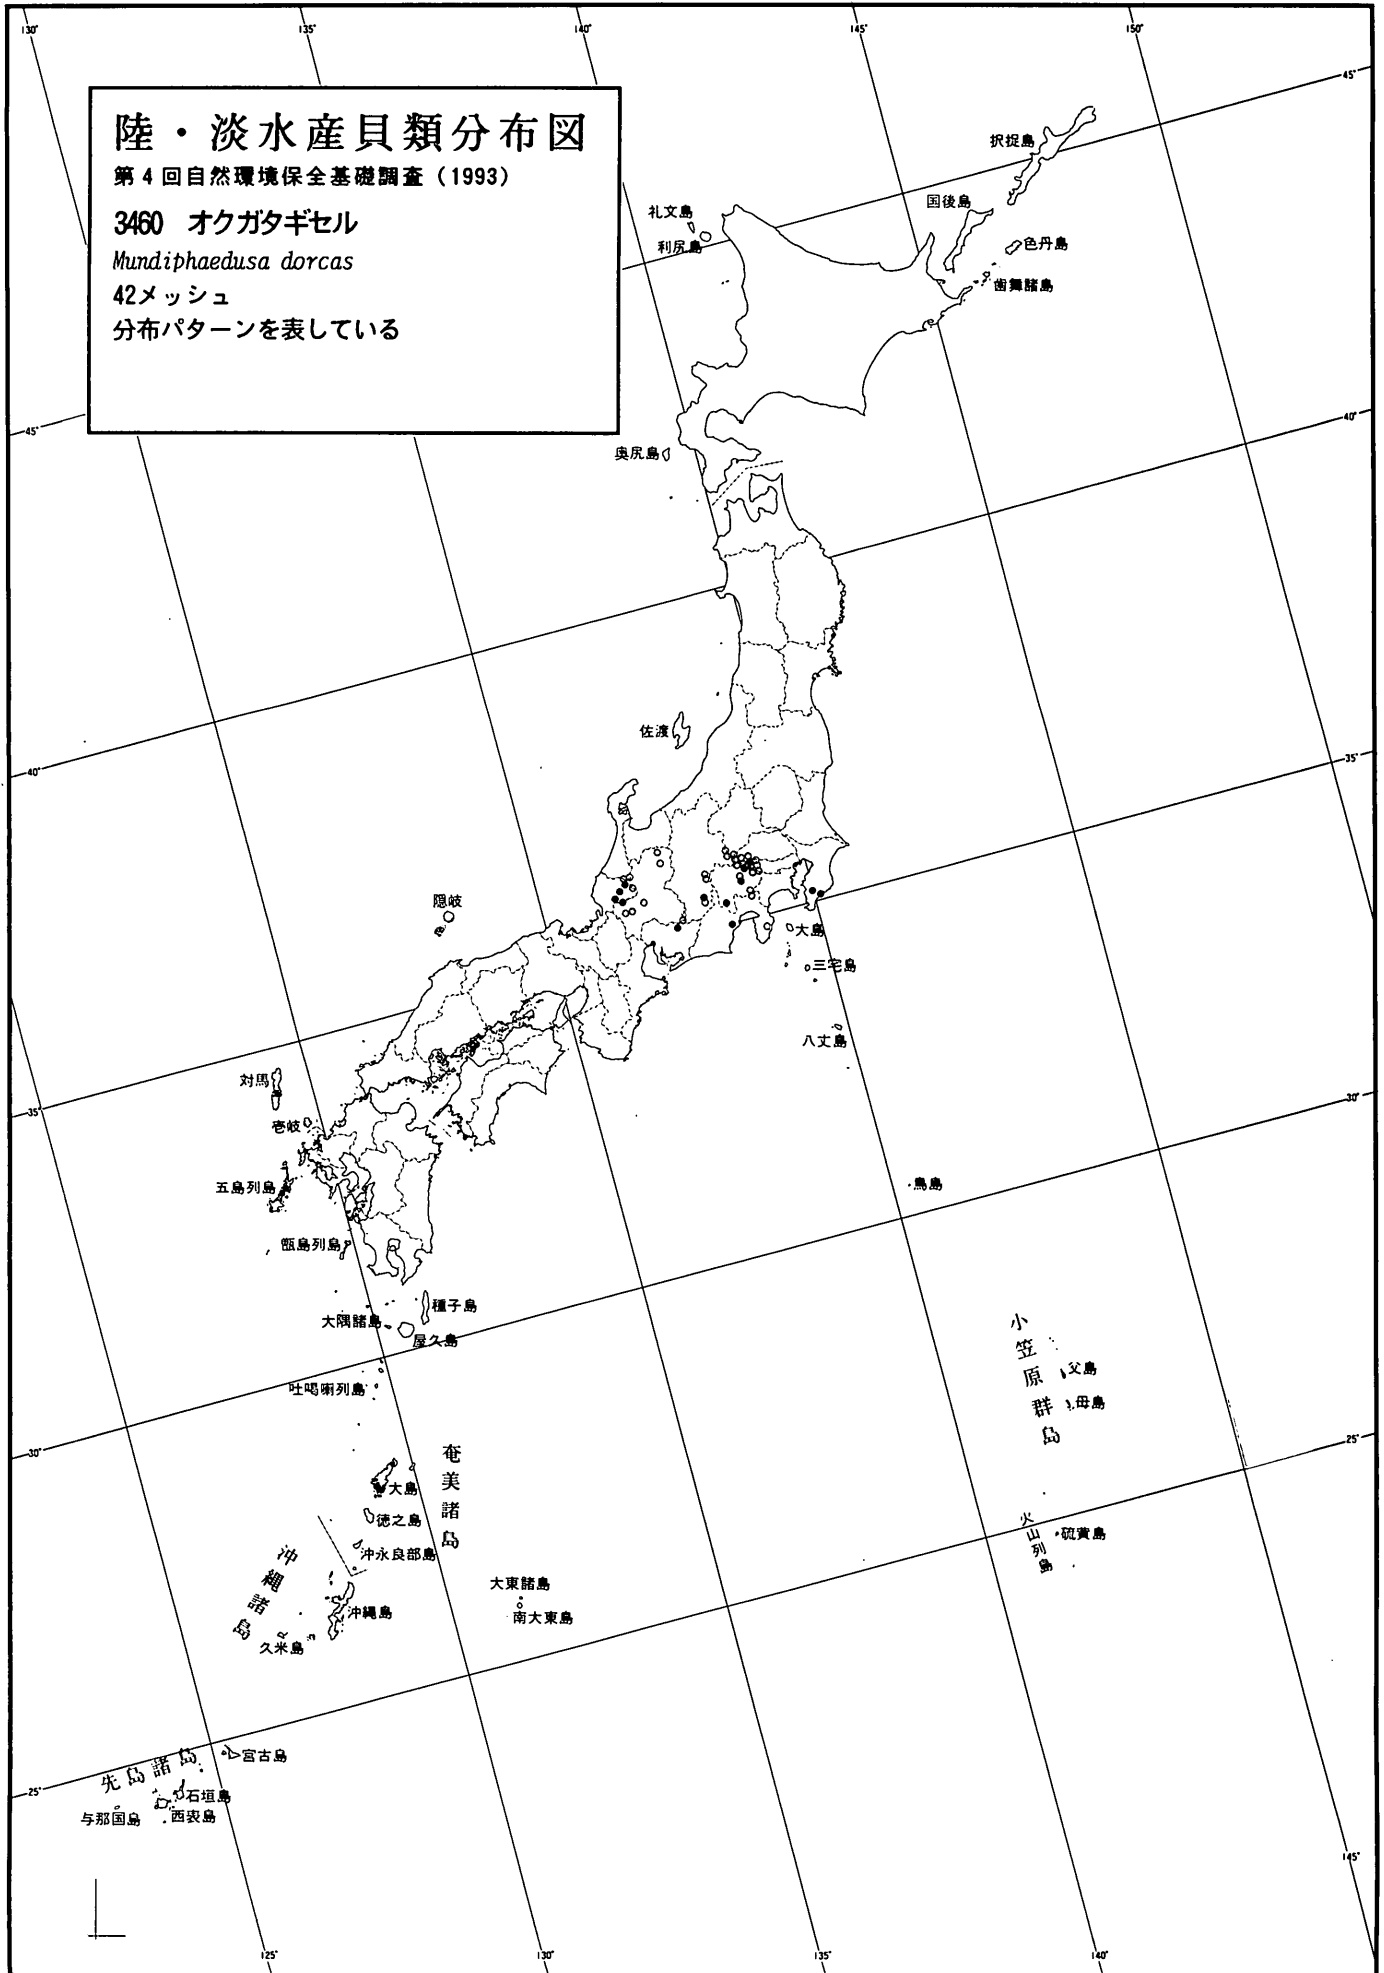 130°
135°
140°
145°
150°
陸・淡水産貝類分布図
第4回自然環境保全基礎調査（1993）
3460 オクガタギセル
Mundiphaedusa dorcas
42メッシュ
分布パターンを表している
45°
択捉島
国後島
色丹島
歯舞諸島
礼文島
利尻島
40°
45°
奥尻島
佐渡
35°
40°
隠岐
大島
三宅島
八丈島
対馬
30°
35°
壱岐
五島列島
鳥島
甑島列島
種子島
大隅諸島
屋久島
小笠原群島
父島
母島
吐噶喇列島
25°
30°
奄美諸島
大島
徳之島
火山列島
硫黄島
沖縄諸島
沖永良部島
大東諸島
南大東島
沖縄島
久米島
先島諸島
宮古島
石垣島
西表島
与那国島
25°
145°
125°
130°
135°
140°